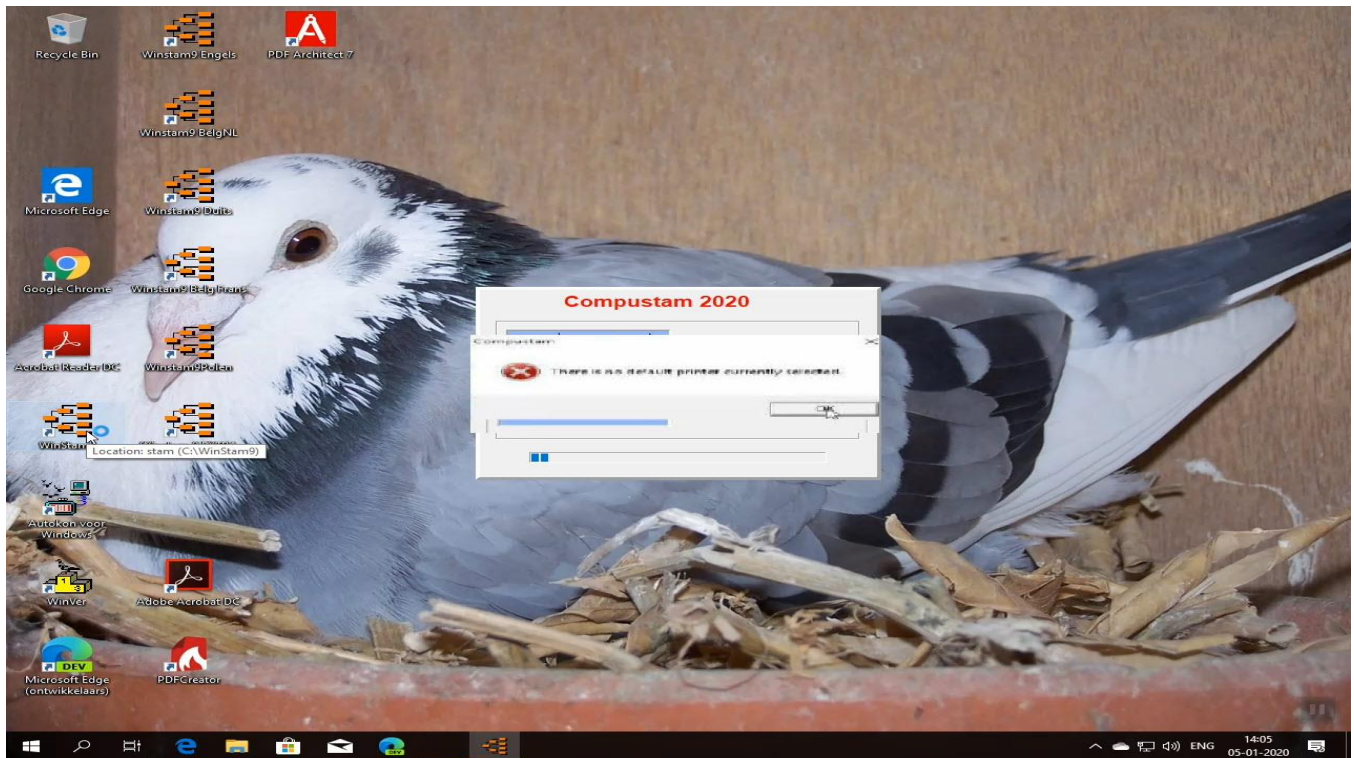 Recycle Bin
Winstam9 Engels
PDF Architect 7
Winstam9 BelgNL
Microsoft Edge
Winstam9 Duits
Google Chrome
Winstam9 Belg Frans
Acrobat Reader DC
Winstam9Polen
WinStam
Location: stam (C:\WinStam9)
Autokon voor
Windows
WinVer
Adobe Acrobat DC
DEV
Microsoft Edge
(ontwikkelaars)
PDFCreator
Compustam 2020
Compustam
There is no default printer currently selected.
OK
DEV
ENG
14:05
05-01-2020